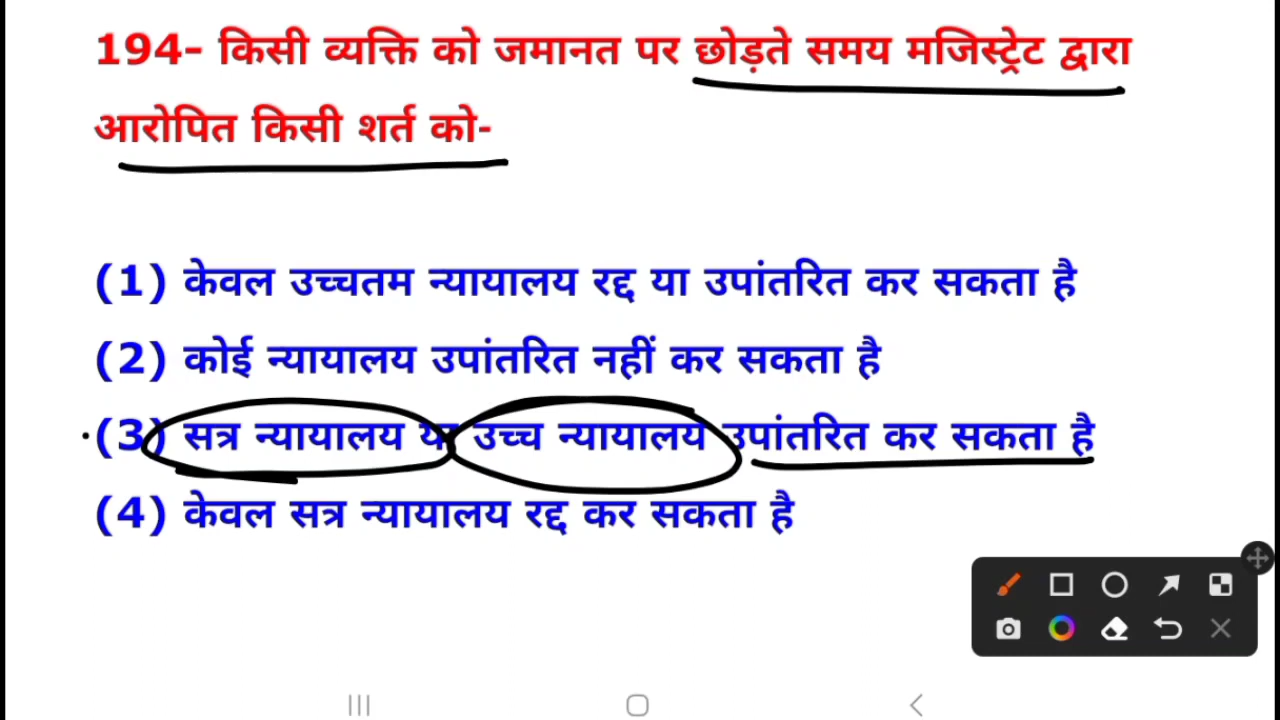 194- किसी व्यक्ति को जमानत पर छोड़ते समय मजिस्ट्रेट द्वारा
आरोपित किसी शर्त को-
(1) केवल उच्चतम न्यायालय रद्द या उपांतरित कर सकता है
(2) कोई न्यायालय उपांतरित नहीं कर सकता है
(3) सत्र न्यायालय या उच्च न्यायालय उपांतरित कर सकता है
(4) केवल सत्र न्यायालय रद्द कर सकता है